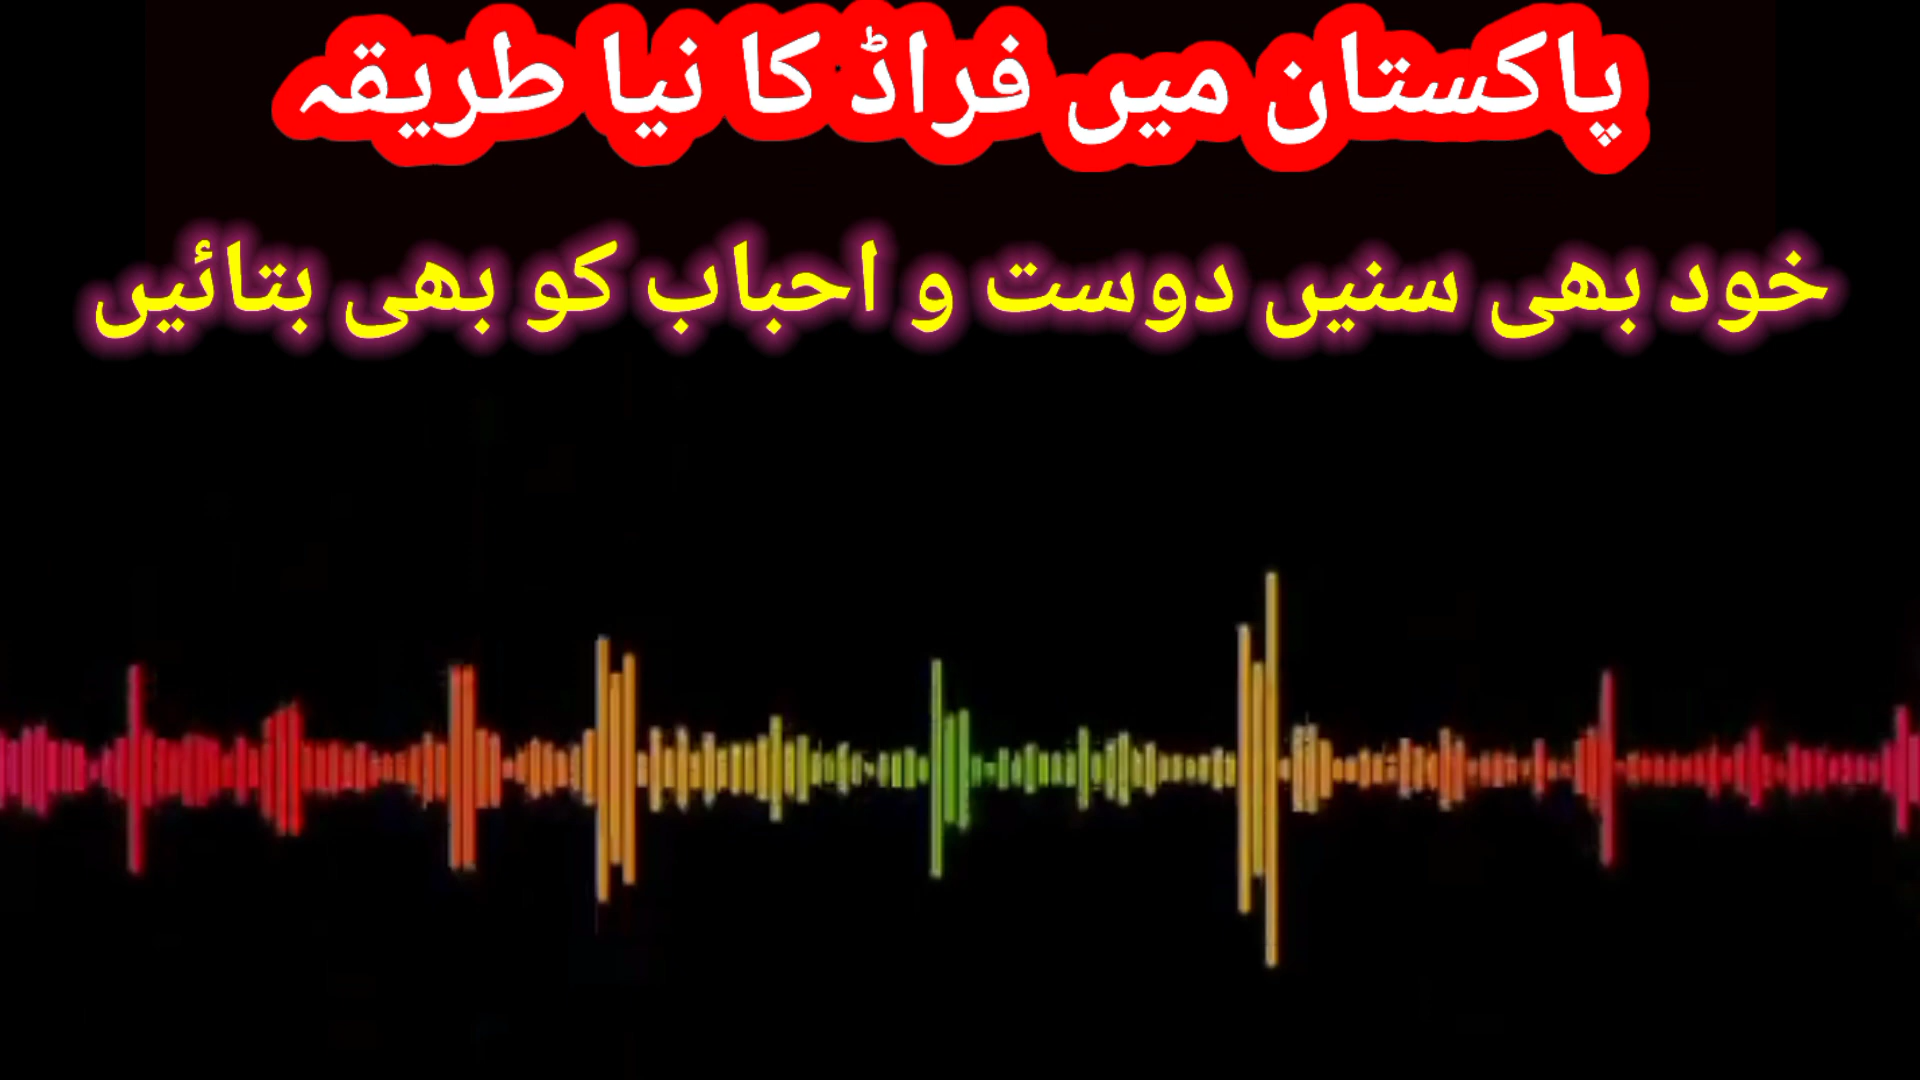 پاکستان میں فراڈ کا نیا طریقہ
خود بھی سنیں دوست و احباب کو بھی بتائیں